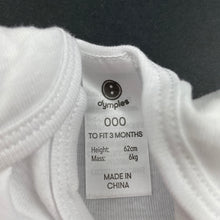 dymples
000
TO FIT 3 MONTHS
Height: 62cm
Mass: 6kg
MADE IN
CHINA